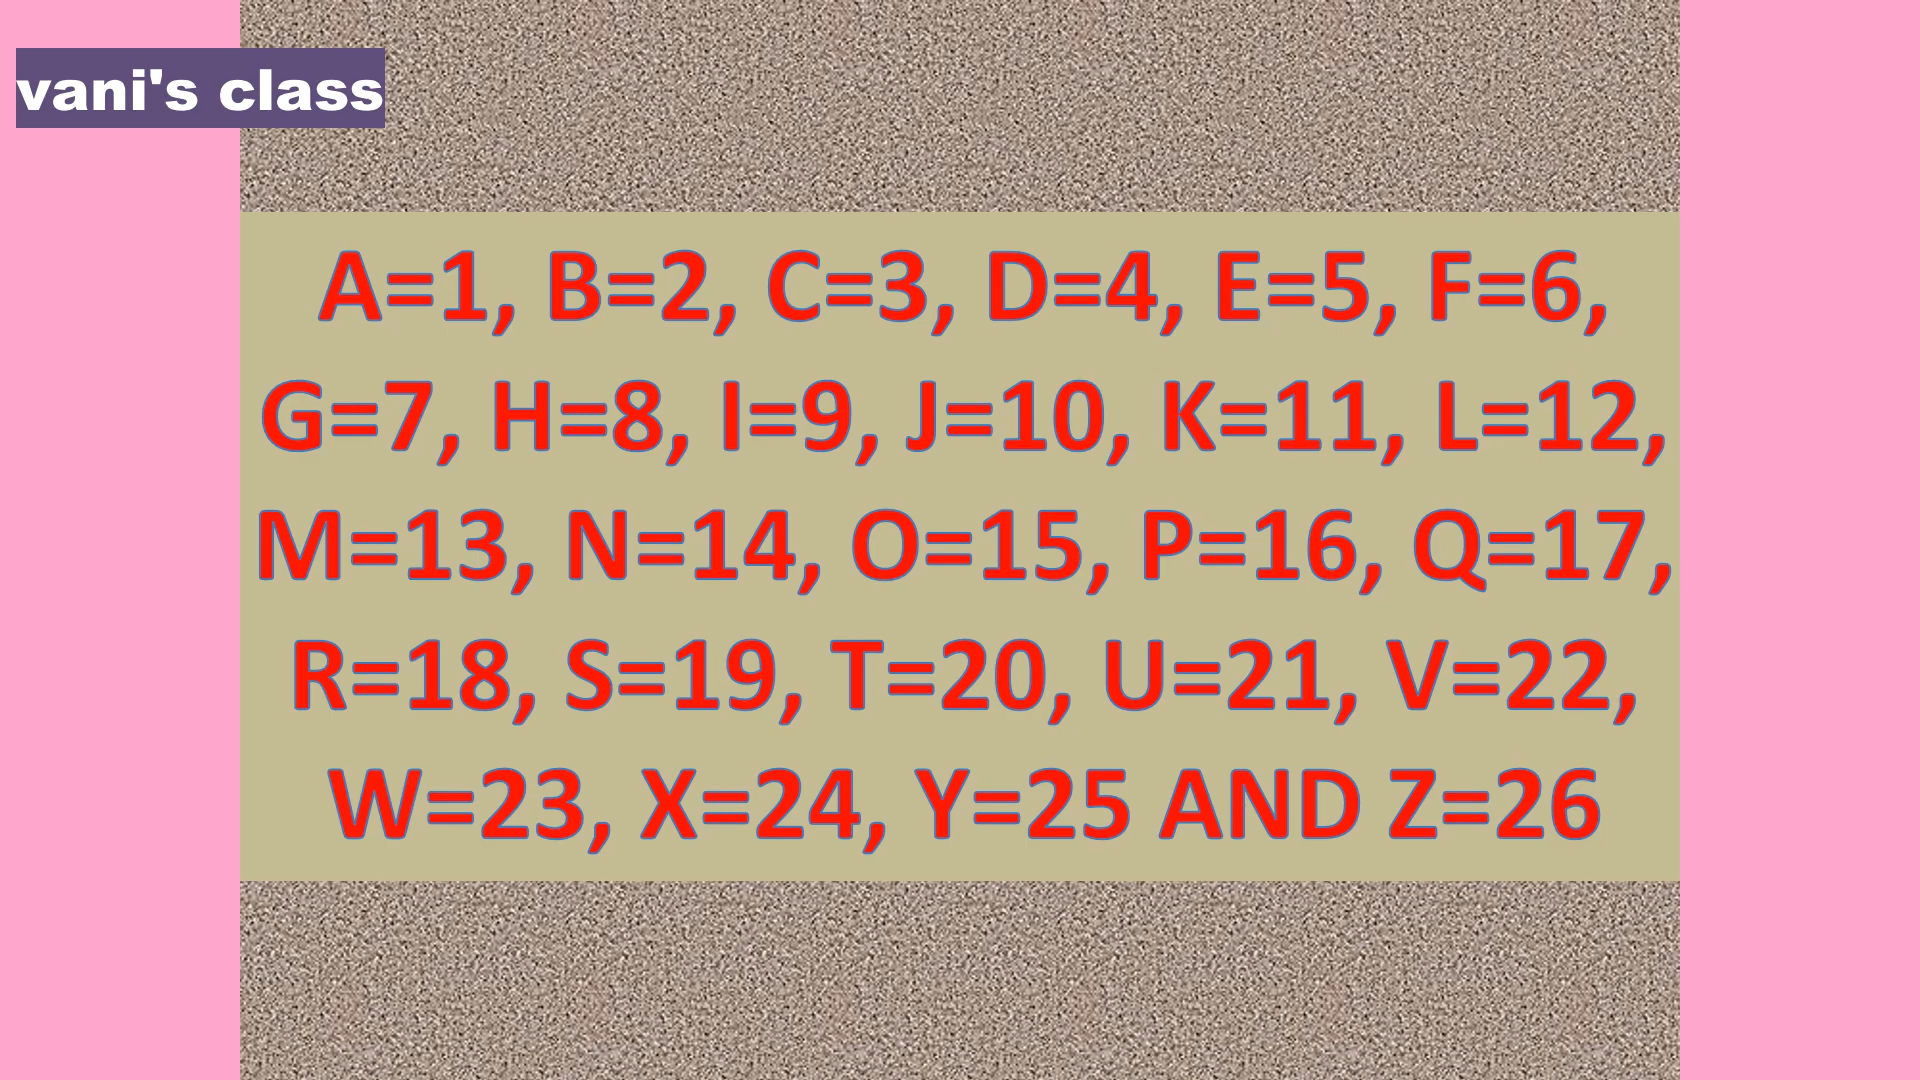 vani's class
A=1, B=2, C=3, D=4, E=5, F=6,
G=7, H=8, I=9, J=10, K=11, L=12,
M=13, N=14, O=15, P=16, Q=17,
R=18, S=19, T=20, U=21, V=22,
W=23, X=24, Y=25 AND Z=26